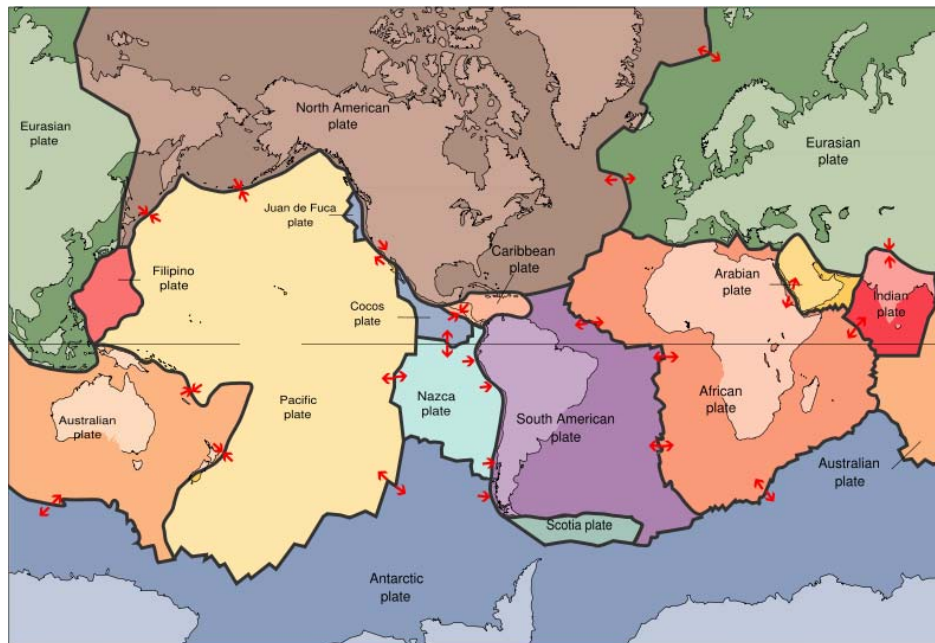 North American
plate
Eurasian
plate
Eurasian
plate
Juan de Fuca
plate
Caribbean
plate
Filipino
plate
Arabian
plate
Cocos
plate
Indian
plate
Nazca
plate
African
plate
Pacific
plate
Australian
plate
South American
plate
Australian
plate
Scotia plate
Antarctic
plate